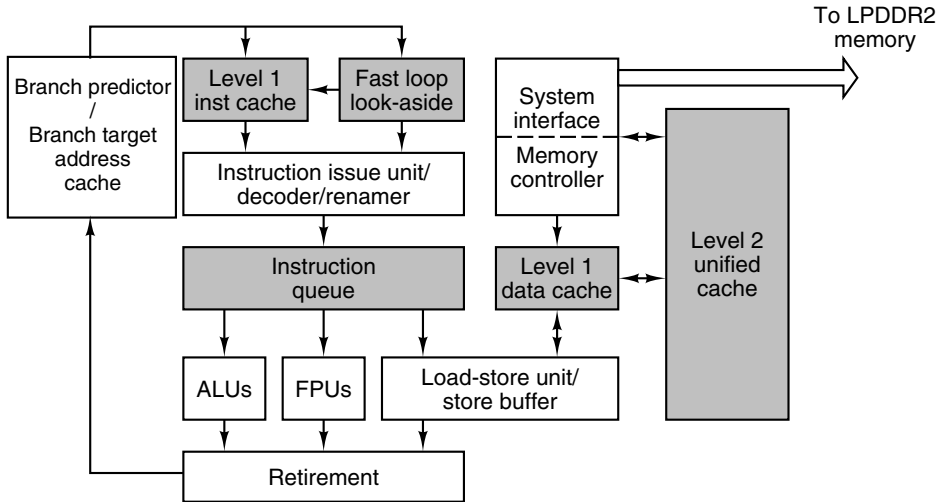 To LPDDR2
memory
Branch predictor
/
Branch target
address
cache
Level 1
inst cache
Fast loop
look-aside
System
interface
Memory
controller
Instruction issue unit/
decoder/renamer
Instruction
queue
Level 1
data cache
Level 2
unified
cache
ALUs
FPUs
Load-store unit/
store buffer
Retirement